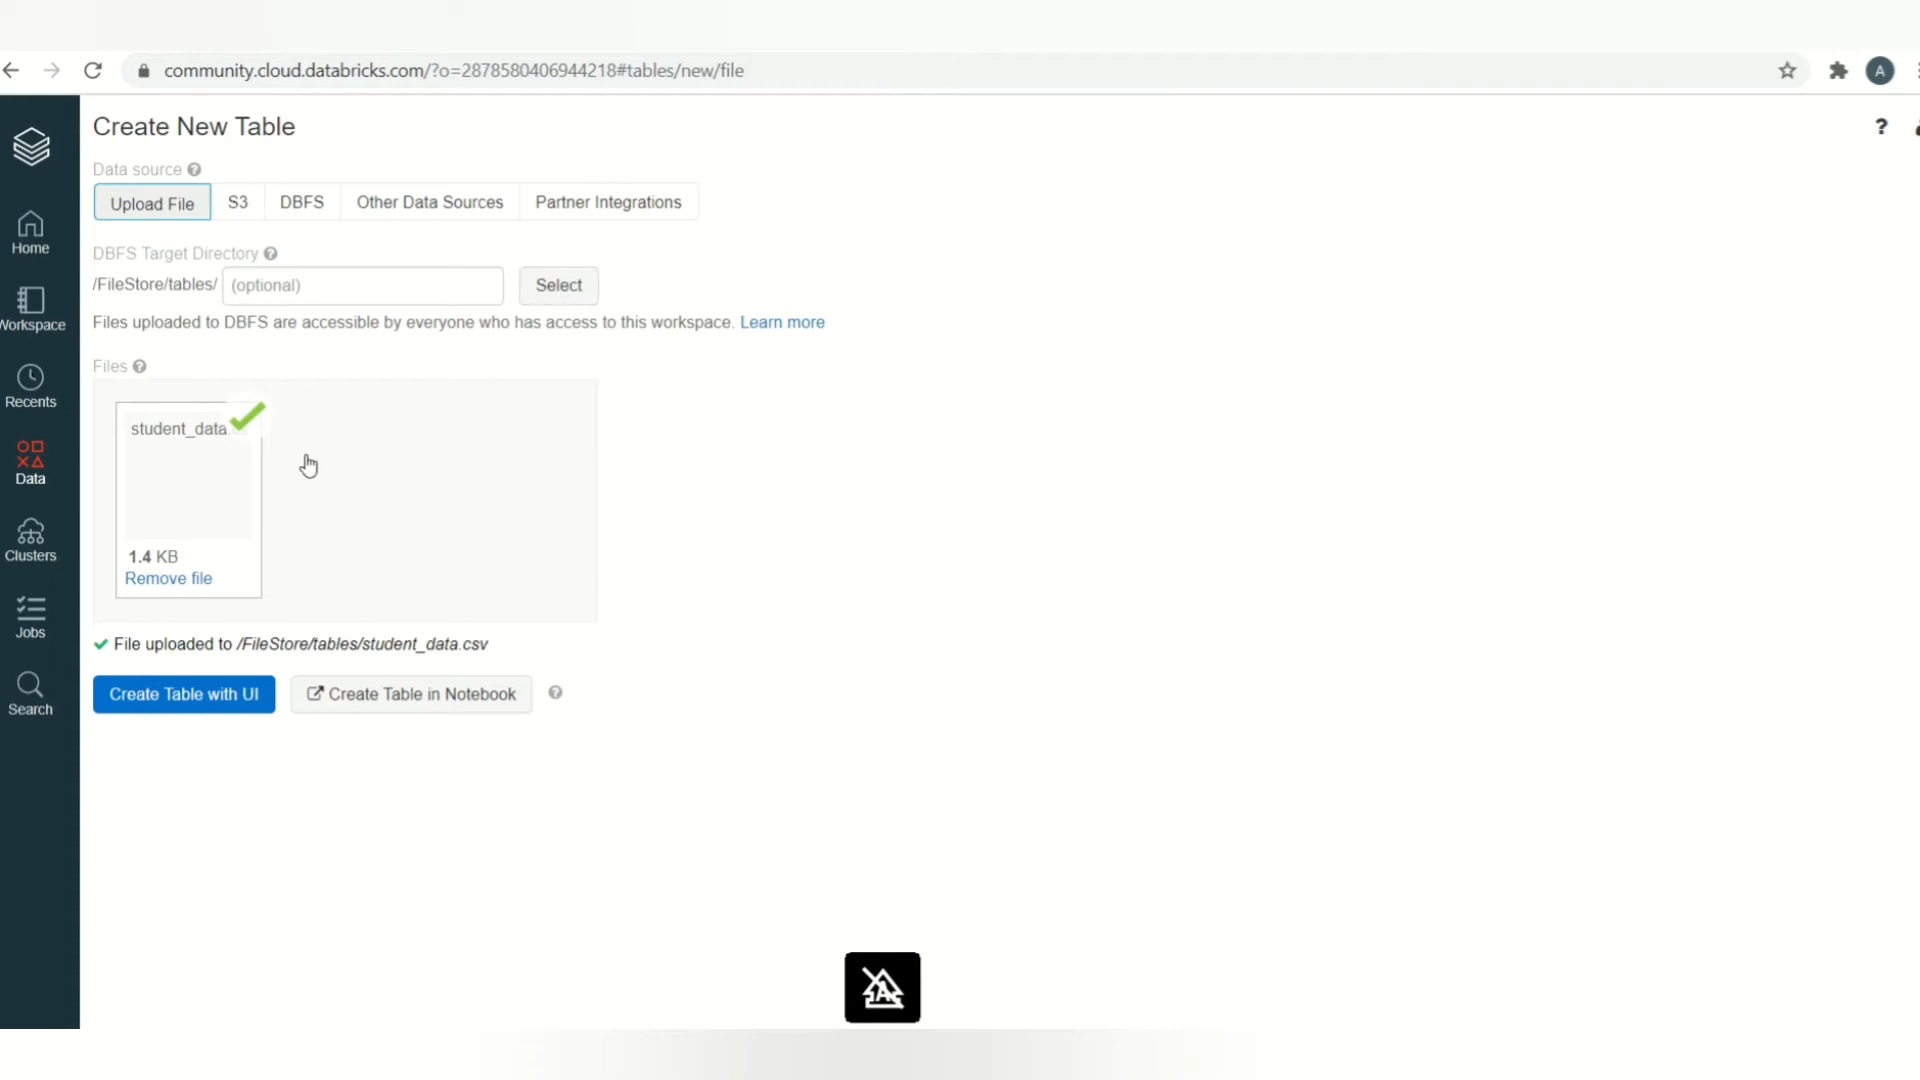 community.cloud.databricks.com/?o=2878580406944218#tables/new/file
A
Create New Table
?
Data source ?
Upload File S3 DBFS Other Data Sources Partner Integrations
Home
DBFS Target Directory ?
/FileStore/tables/ (optional) Select
Workspace
Files uploaded to DBFS are accessible by everyone who has access to this workspace. Learn more
Files ?
Recents
student_data.
Data
Clusters
1.4 KB
Remove file
Jobs
File uploaded to /FileStore/tables/student_data.csv
Create Table with UI Create Table in Notebook ?
Search
A